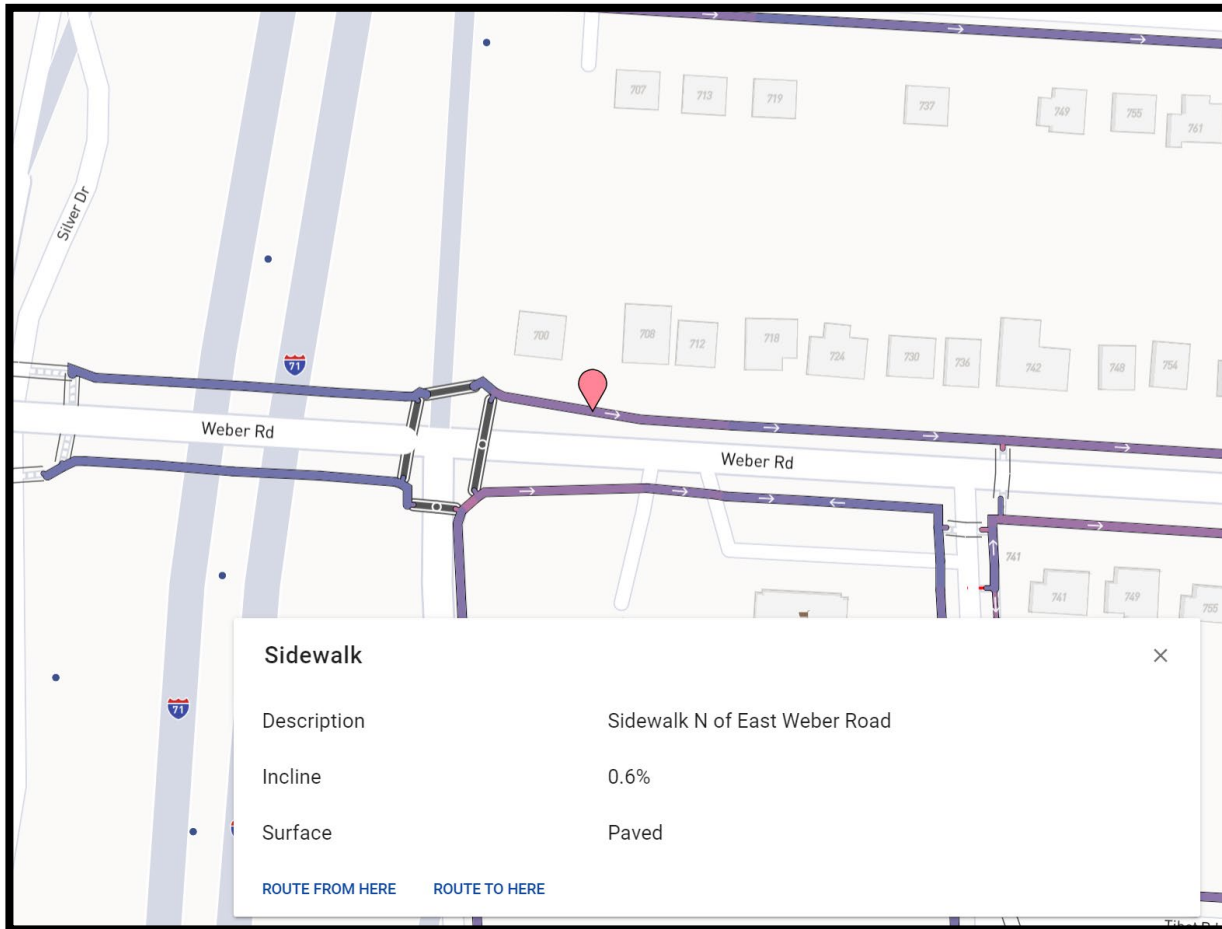 707
713
719
737
749
755
761
Silver Dr
700
708
712
718
724
730
736
742
748
754
71
Weber Rd
Weber Rd
741
741
749
755
71
Sidewalk
Description Sidewalk N of East Weber Road
Incline 0.6%
Surface Paved
ROUTE FROM HERE ROUTE TO HERE